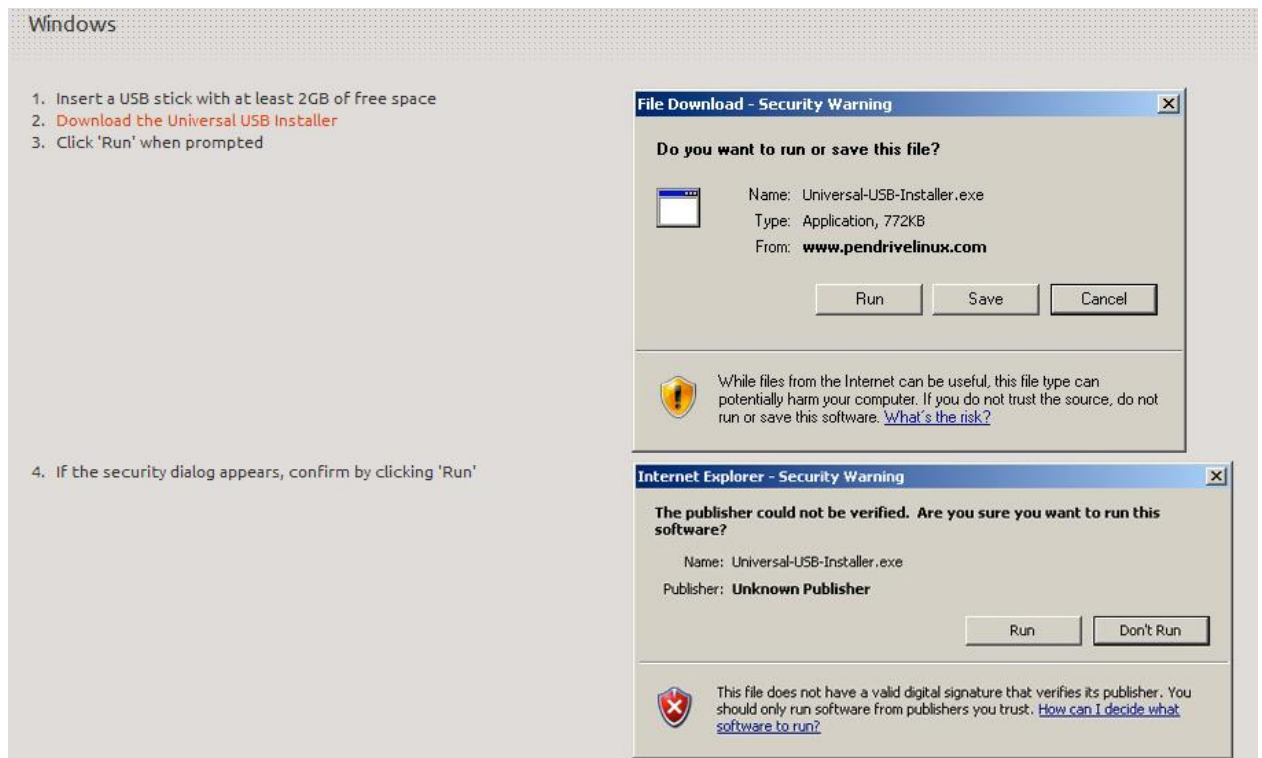 Windows
1. Insert a USB stick with at least 2GB of free space
2. Download the Universal USB Installer
3. Click 'Run' when prompted
File Download - Security Warning
Do you want to run or save this file?
Name: Universal-USB-Installer.exe
Type: Application, 772KB
From: www.pendrivelinux.com
Run Save Cancel
While files from the Internet can be useful, this file type can
potentially harm your computer. If you do not trust the source, do not
run or save this software. What's the risk?
4. If the security dialog appears, confirm by clicking 'Run'
Internet Explorer - Security Warning
The publisher could not be verified. Are you sure you want to run this
software?
Name: Universal-USB-Installer.exe
Publisher: Unknown Publisher
Run Don't Run
This file does not have a valid digital signature that verifies its publisher. You
should only run software from publishers you trust. How can I decide what
software to run?